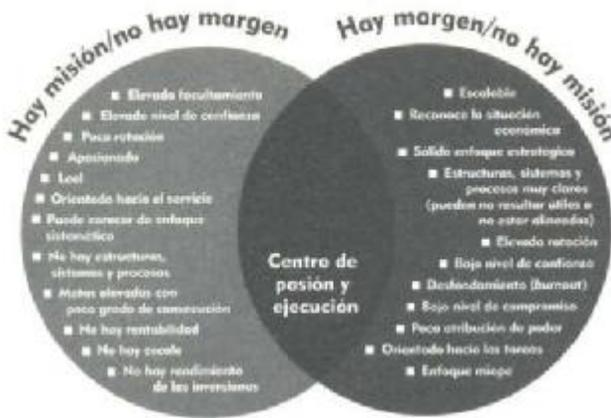 Hay misión/no hay margen
Hay margen/no hay misión
■ Elevado facultamiento
■ Elevado nivel de confianza
■ Poca rotación
■ Apasionado
■ Leal
■ Orientado hacia el servicio
■ Puede carecer de enfoque
sistemático
■ No hay estructuras,
sistemas y procesos
■ Metas elevadas con
poco grado de consecución
■ No hay rentabilidad
■ No hay escala
■ No hay rendimiento
de las inversiones
Centro de
pasión y
ejecución
■ Escalable
■ Reconoce la situación
económica
■ Sólido enfoque estratégico
■ Estructuras, sistemas y
procesos muy claros
(pueden no resultar útiles o
no estar alineados)
■ Elevada rotación
■ Bajo nivel de confianza
■ Desfondamiento (burnout)
■ Bajo nivel de compromiso
■ Poca atribución de poder
■ Orientado hacia las tareas
■ Enfoque miope